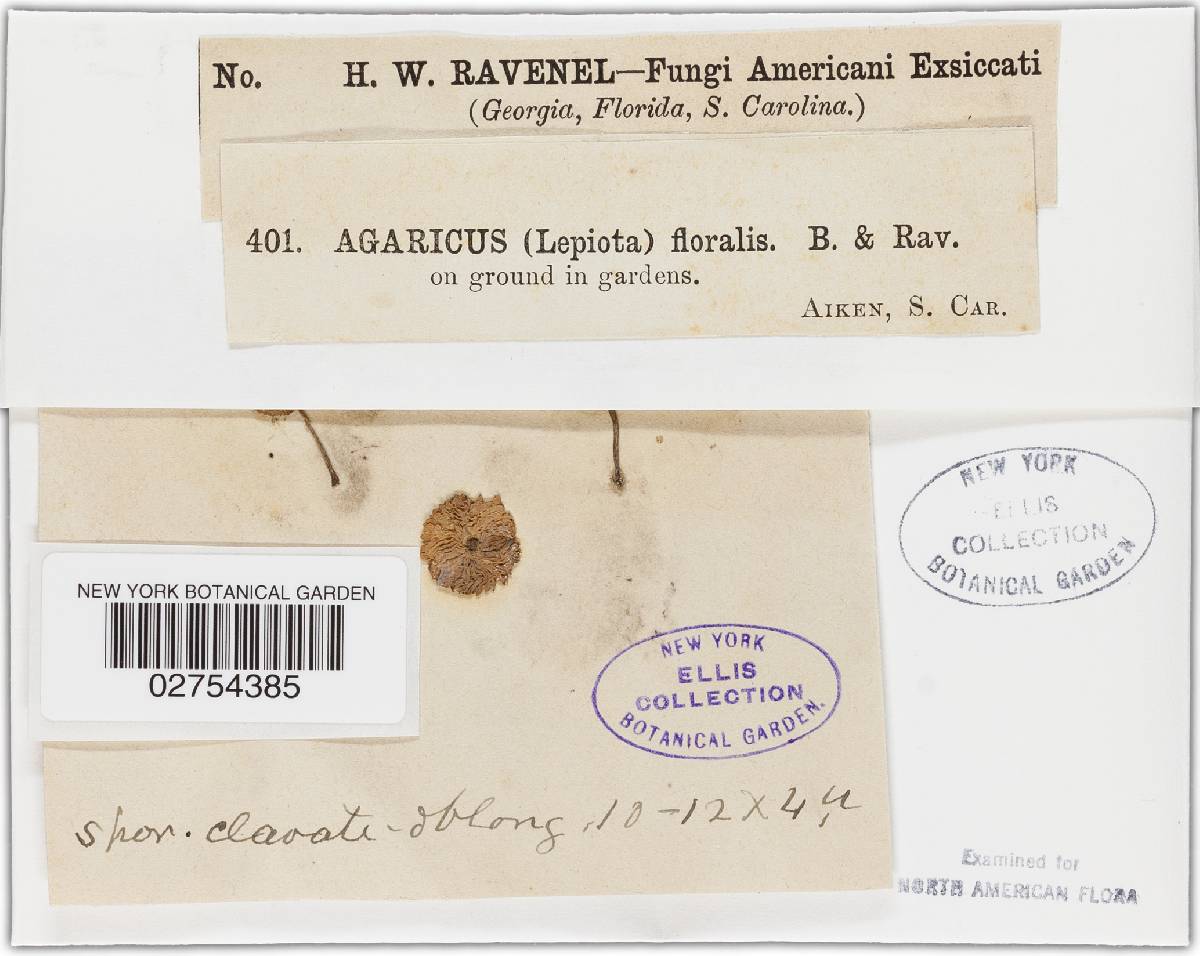 No. H. W. RAVENEL—Fungi Americani Exsiccati
(Georgia, Florida, S. Carolina.)
401. AGARICUS (Lepiota) floralis. B. & Rav.
on ground in gardens.
AIKEN, S. CAR.
NEW YORK
ELLIS
COLLECTION
BOTANICAL GARDEN
NEW YORK BOTANICAL GARDEN
02754385
NEW YORK
ELLIS
COLLECTION
BOTANICAL GARDEN.
spor. clavate-oblong, 10-12 X 4 µ
Examined for
NORTH AMERICAN FLORA